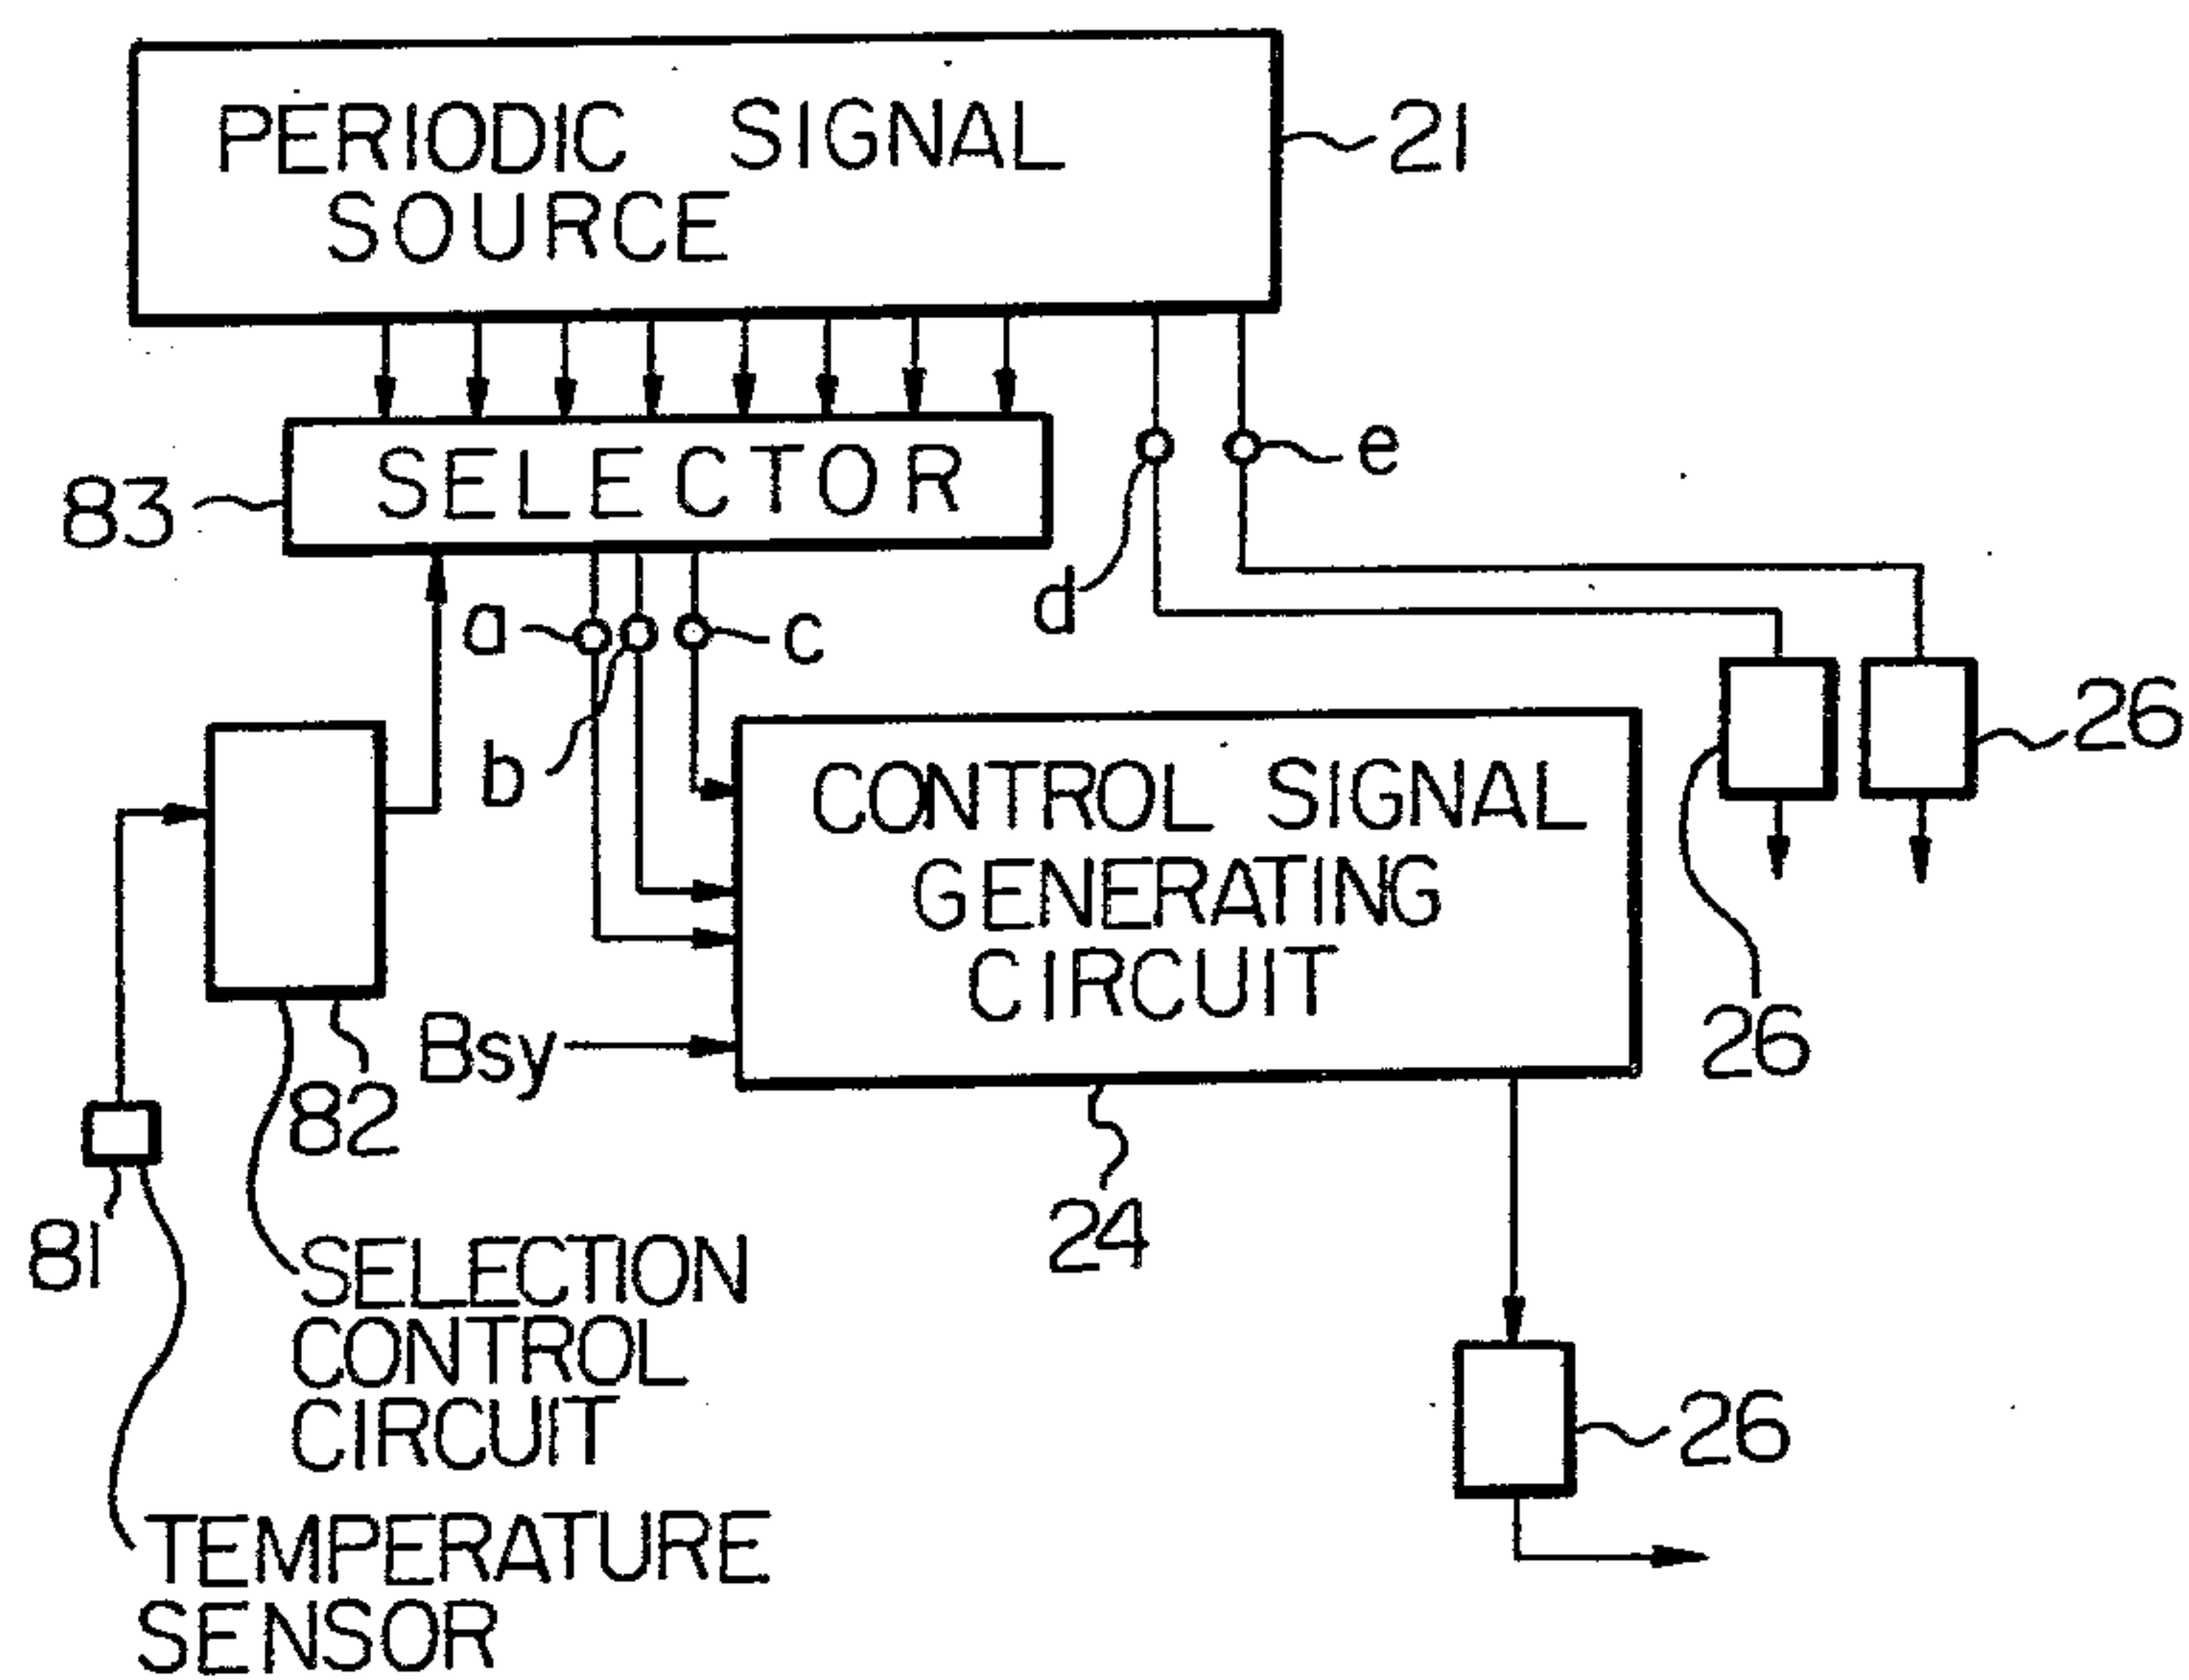 PERIODIC SIGNAL
SOURCE
21
SELECTOR
83
e
d
a
c
b
26
CONTROL SIGNAL
GENERATING
CIRCUIT
26
Bsy
82
81
24
SELECTION
CONTROL
CIRCUIT
26
TEMPERATURE
SENSOR